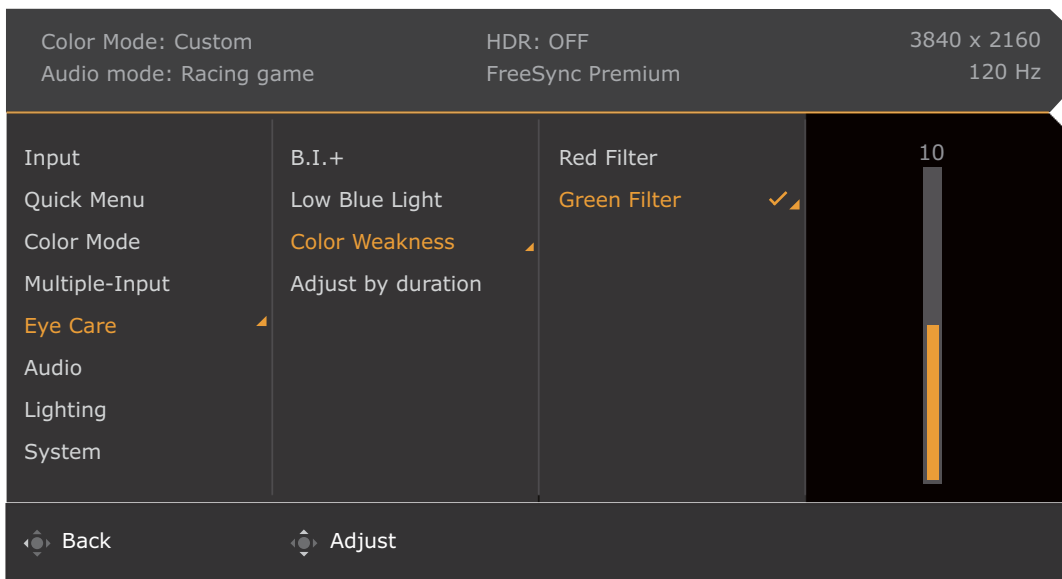 Color Mode: Custom
HDR: OFF
3840 x 2160
Audio mode: Racing game
FreeSync Premium
120 Hz
Input
Quick Menu
Color Mode
Multiple-Input
Eye Care
Audio
Lighting
System
B.I.+
Low Blue Light
Color Weakness
Adjust by duration
Red Filter
Green Filter
10
Back
Adjust